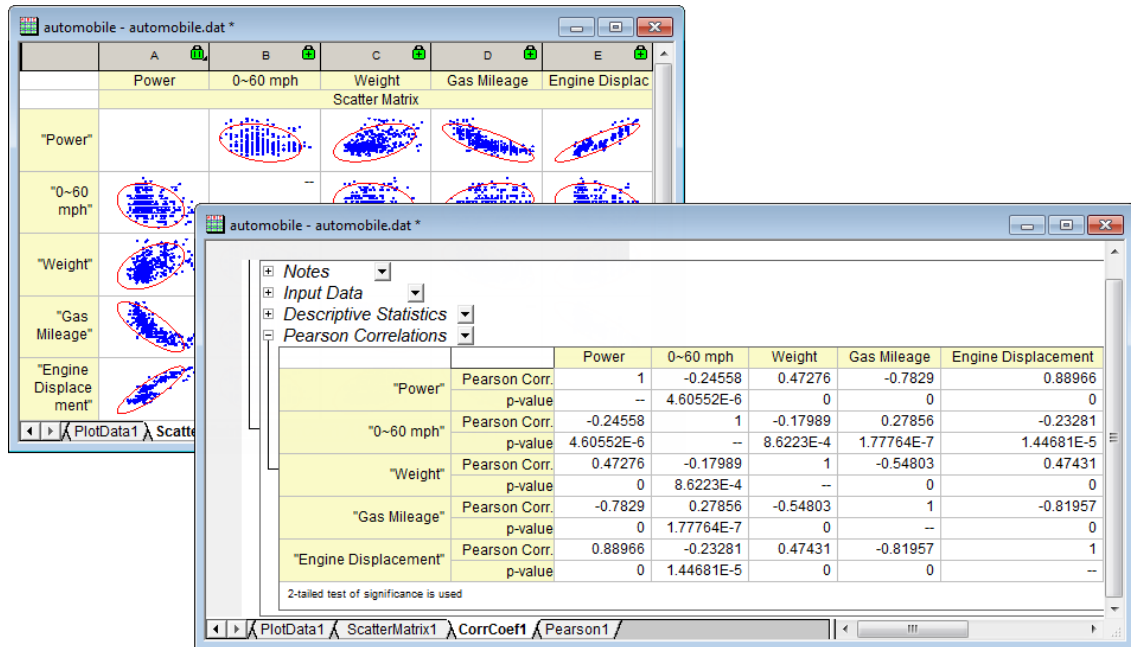 automobile - automobile.dat *
A B C D E
Power 0~60 mph Weight Gas Mileage Engine Displac
Scatter Matrix
"Power"
"0~60
mph"
--
"Weight"
"Gas
Mileage"
"Engine
Displace
ment"
PlotData1 Scatte
automobile - automobile.dat *
Notes
Input Data
Descriptive Statistics
Pearson Correlations
Power 0~60 mph Weight Gas Mileage Engine Displacement
"Power" Pearson Corr. 1 -0.24558 0.47276 -0.7829 0.88966
p-value -- 4.60552E-6 0 0 0
"0~60 mph" Pearson Corr. -0.24558 1 -0.17989 0.27856 -0.23281
p-value 4.60552E-6 -- 8.6223E-4 1.77764E-7 1.44681E-5
"Weight" Pearson Corr. 0.47276 -0.17989 1 -0.54803 0.47431
p-value 0 8.6223E-4 -- 0 0
"Gas Mileage" Pearson Corr. -0.7829 0.27856 -0.54803 1 -0.81957
p-value 0 1.77764E-7 0 -- 0
"Engine Displacement" Pearson Corr. 0.88966 -0.23281 0.47431 -0.81957 1
p-value 0 1.44681E-5 0 0 --
2-tailed test of significance is used
PlotData1 ScatterMatrix1 CorrCoef1 Pearson1